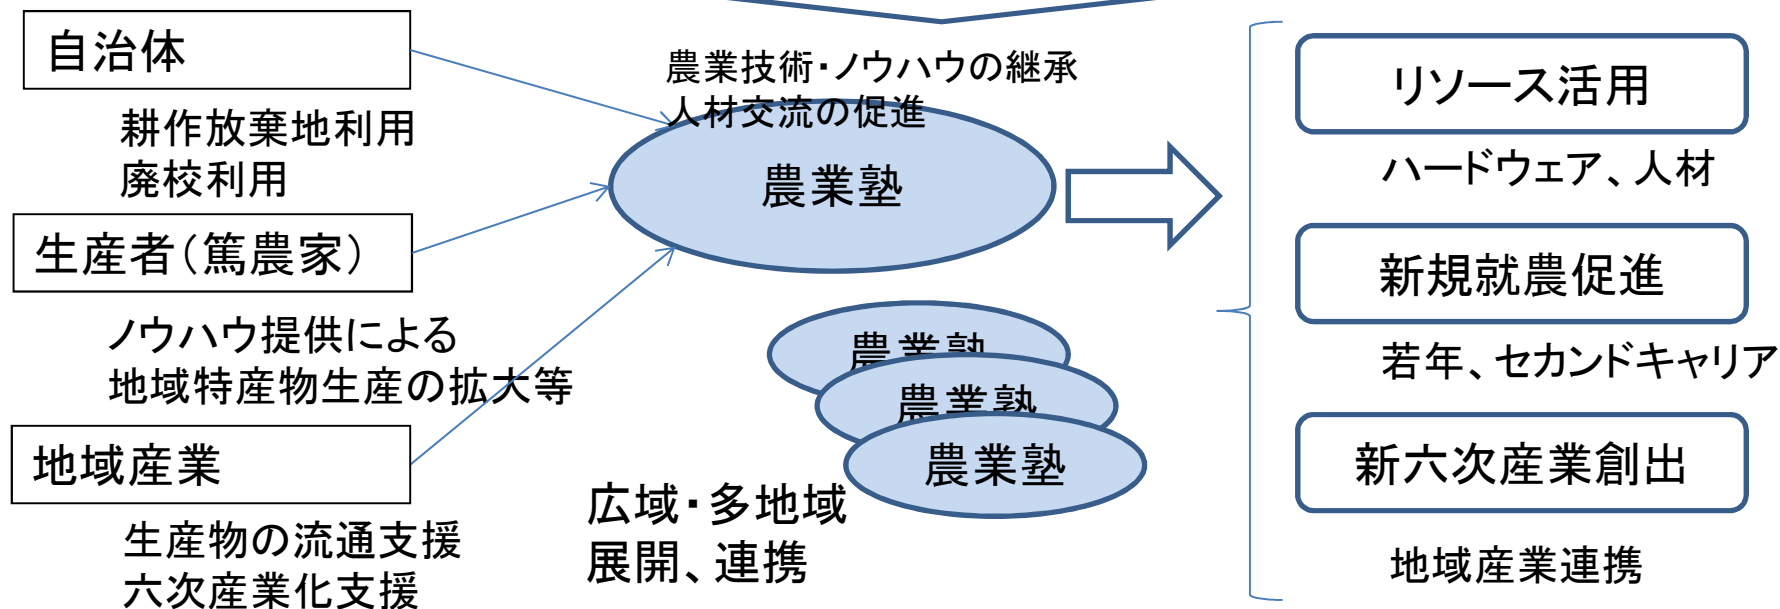 自治体
耕作放棄地利用
廃校利用
生産者(篤農家)
ノウハウ提供による
地域特産物生産の拡大等
地域産業
生産物の流通支援
六次産業化支援
農業技術・ノウハウの継承
人材交流の促進
農業塾
農業塾
農業塾
農業塾
広域・多地域
展開、連携
リソース活用
ハードウェア、人材
新規就農促進
若年、セカンドキャリア
新六次産業創出
地域産業連携